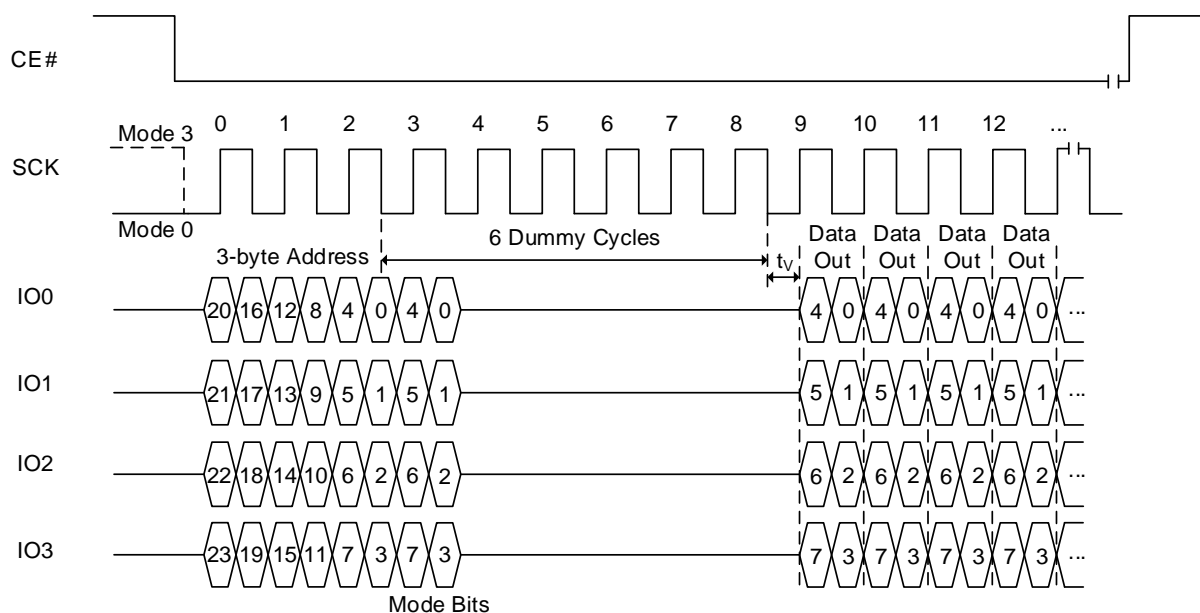 CE#
0 1 2 3 4 5 6 7 8 9 10 11 12 ...
Mode 3
SCK
Mode 0
6 Dummy Cycles
Data Data Data Data
3-byte Address
tV
Out Out Out Out
IO0
20 16 12 8 4 0 4 0 4 0 4 0 4 0 4 0 ...
IO1
21 17 13 9 5 1 5 1 5 1 5 1 5 1 5 1 ...
IO2
22 18 14 10 6 2 6 2 6 2 6 2 6 2 6 2 ...
IO3
23 19 15 11 7 3 7 3 7 3 7 3 7 3 7 3 ...
Mode Bits